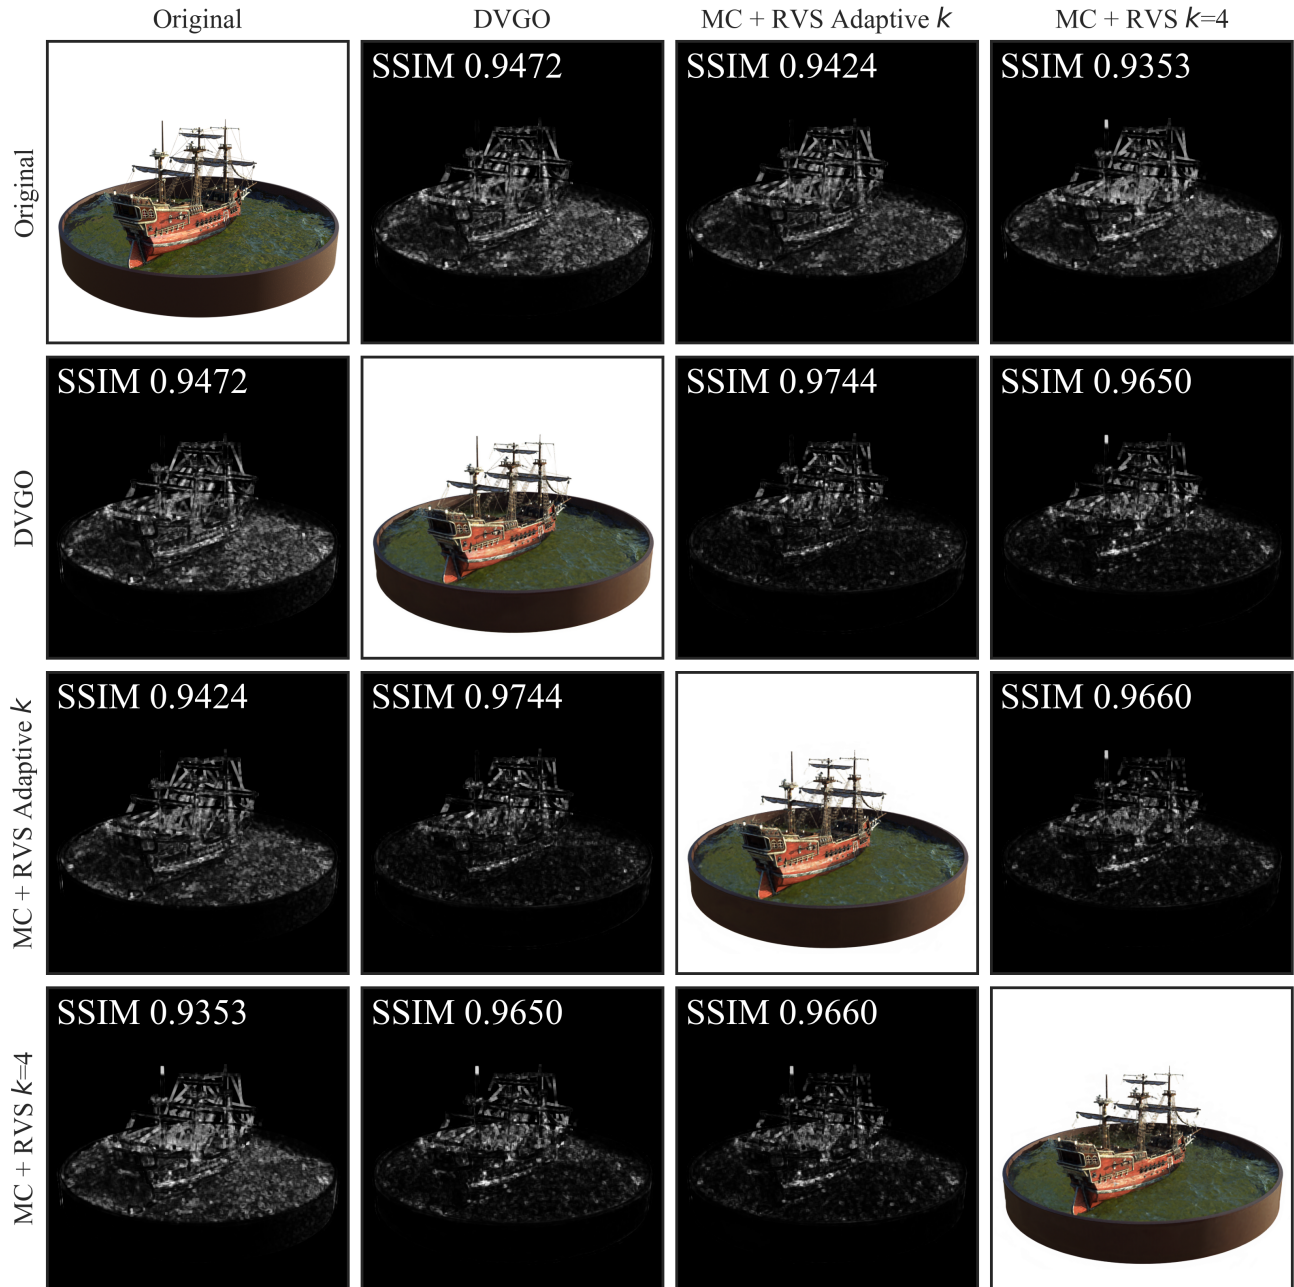 Original DVGO MC + RVS Adaptive k MC + RVS k=4
Original
SSIM 0.9472 SSIM 0.9424 SSIM 0.9353
DVGO
SSIM 0.9472 SSIM 0.9744 SSIM 0.9650
MC + RVS Adaptive k
SSIM 0.9424 SSIM 0.9744 SSIM 0.9660
MC + RVS k=4
SSIM 0.9353 SSIM 0.9650 SSIM 0.9660